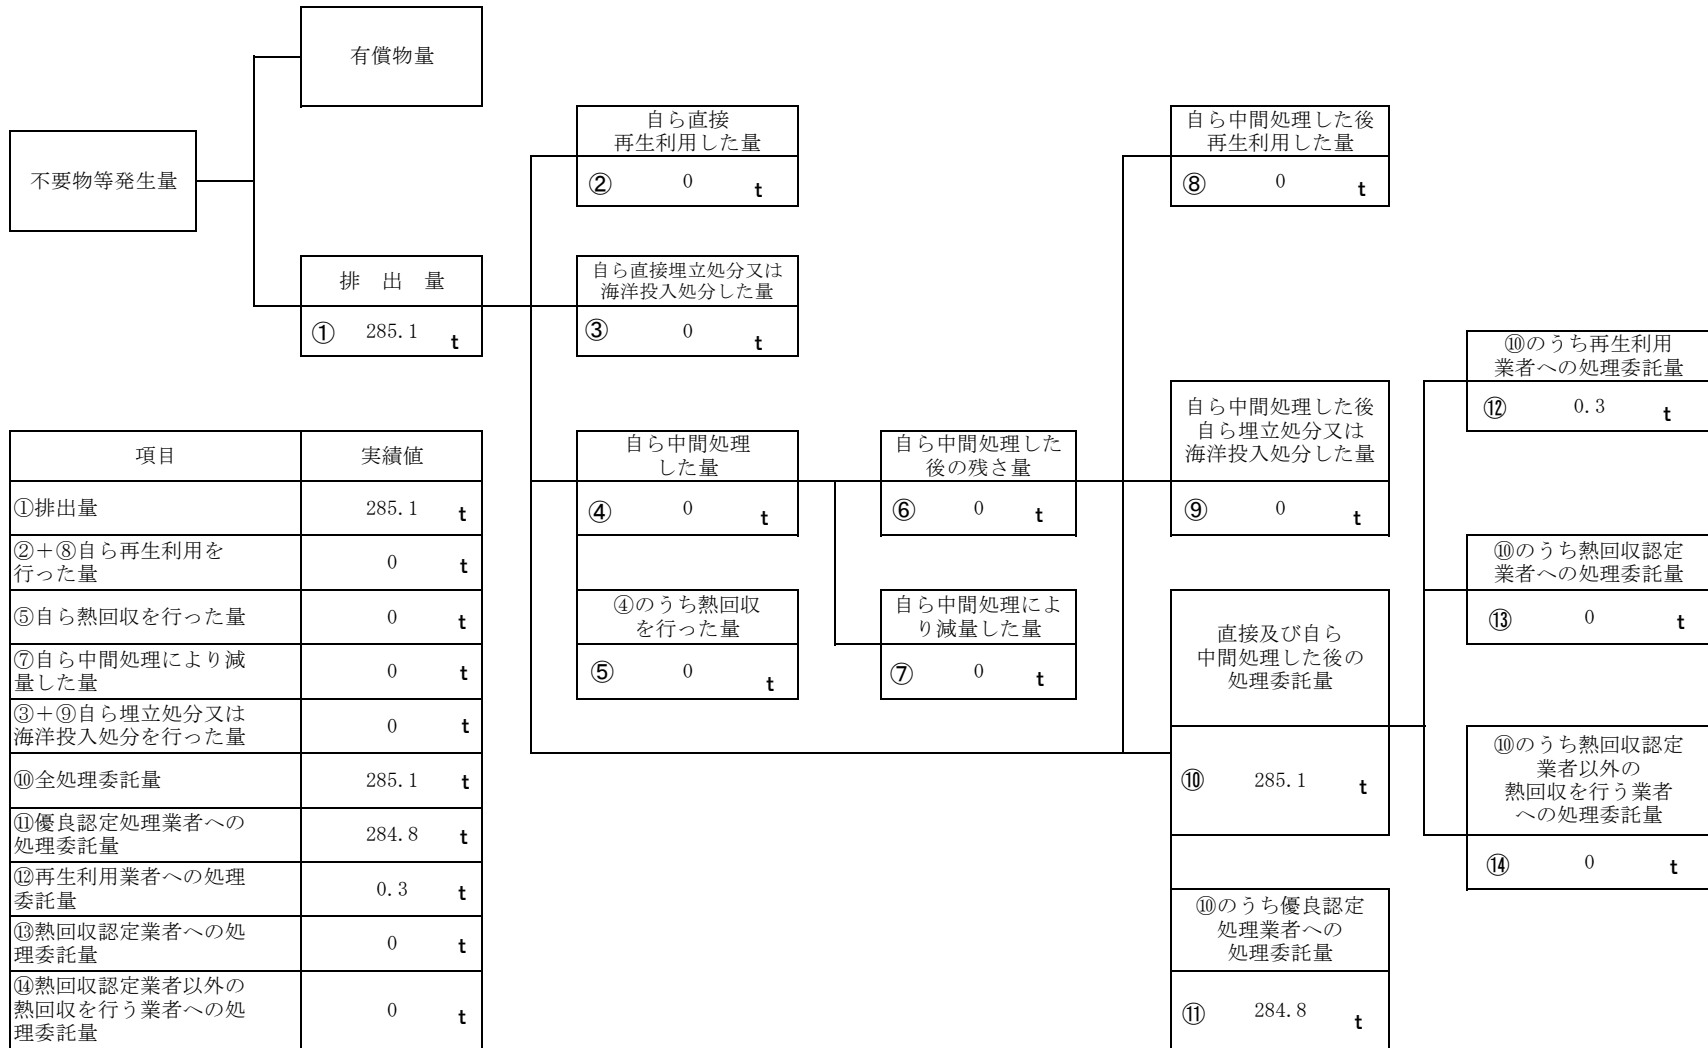 有償物量
不要物等発生量
排 出 量
① 285.1 t
自ら直接
再生利用した量
② 0 t
自ら直接埋立処分又は
海洋投入処分した量
③ 0 t
自ら中間処理
した量
④ 0 t
④のうち熱回収
を行った量
⑤ 0 t
自ら中間処理した
後の残さ量
⑥ 0 t
自ら中間処理によ
り減量した量
⑦ 0 t
自ら中間処理した後
再生利用した量
⑧ 0 t
自ら中間処理した後
自ら埋立処分又は
海洋投入処分した量
⑨ 0 t
直接及び自ら
中間処理した後の
処理委託量
⑩ 285.1 t
⑩のうち優良認定
処理業者への
処理委託量
⑪ 284.8 t
⑩のうち再生利用
業者への処理委託量
⑫ 0.3 t
⑩のうち熱回収認定
業者への処理委託量
⑬ 0 t
⑩のうち熱回収認定
業者以外の
熱回収を行う業者
への処理委託量
⑭ 0 t
項目 実績値
①排出量 285.1 t
②＋⑧自ら再生利用を
行った量 0 t
⑤自ら熱回収を行った量 0 t
⑦自ら中間処理により減
量した量 0 t
③＋⑨自ら埋立処分又は
海洋投入処分を行った量 0 t
⑩全処理委託量 285.1 t
⑪優良認定処理業者への
処理委託量 284.8 t
⑫再生利用業者への処理
委託量 0.3 t
⑬熱回収認定業者への処
理委託量 0 t
⑭熱回収認定業者以外の
熱回収を行う業者への処
理委託量 0 t